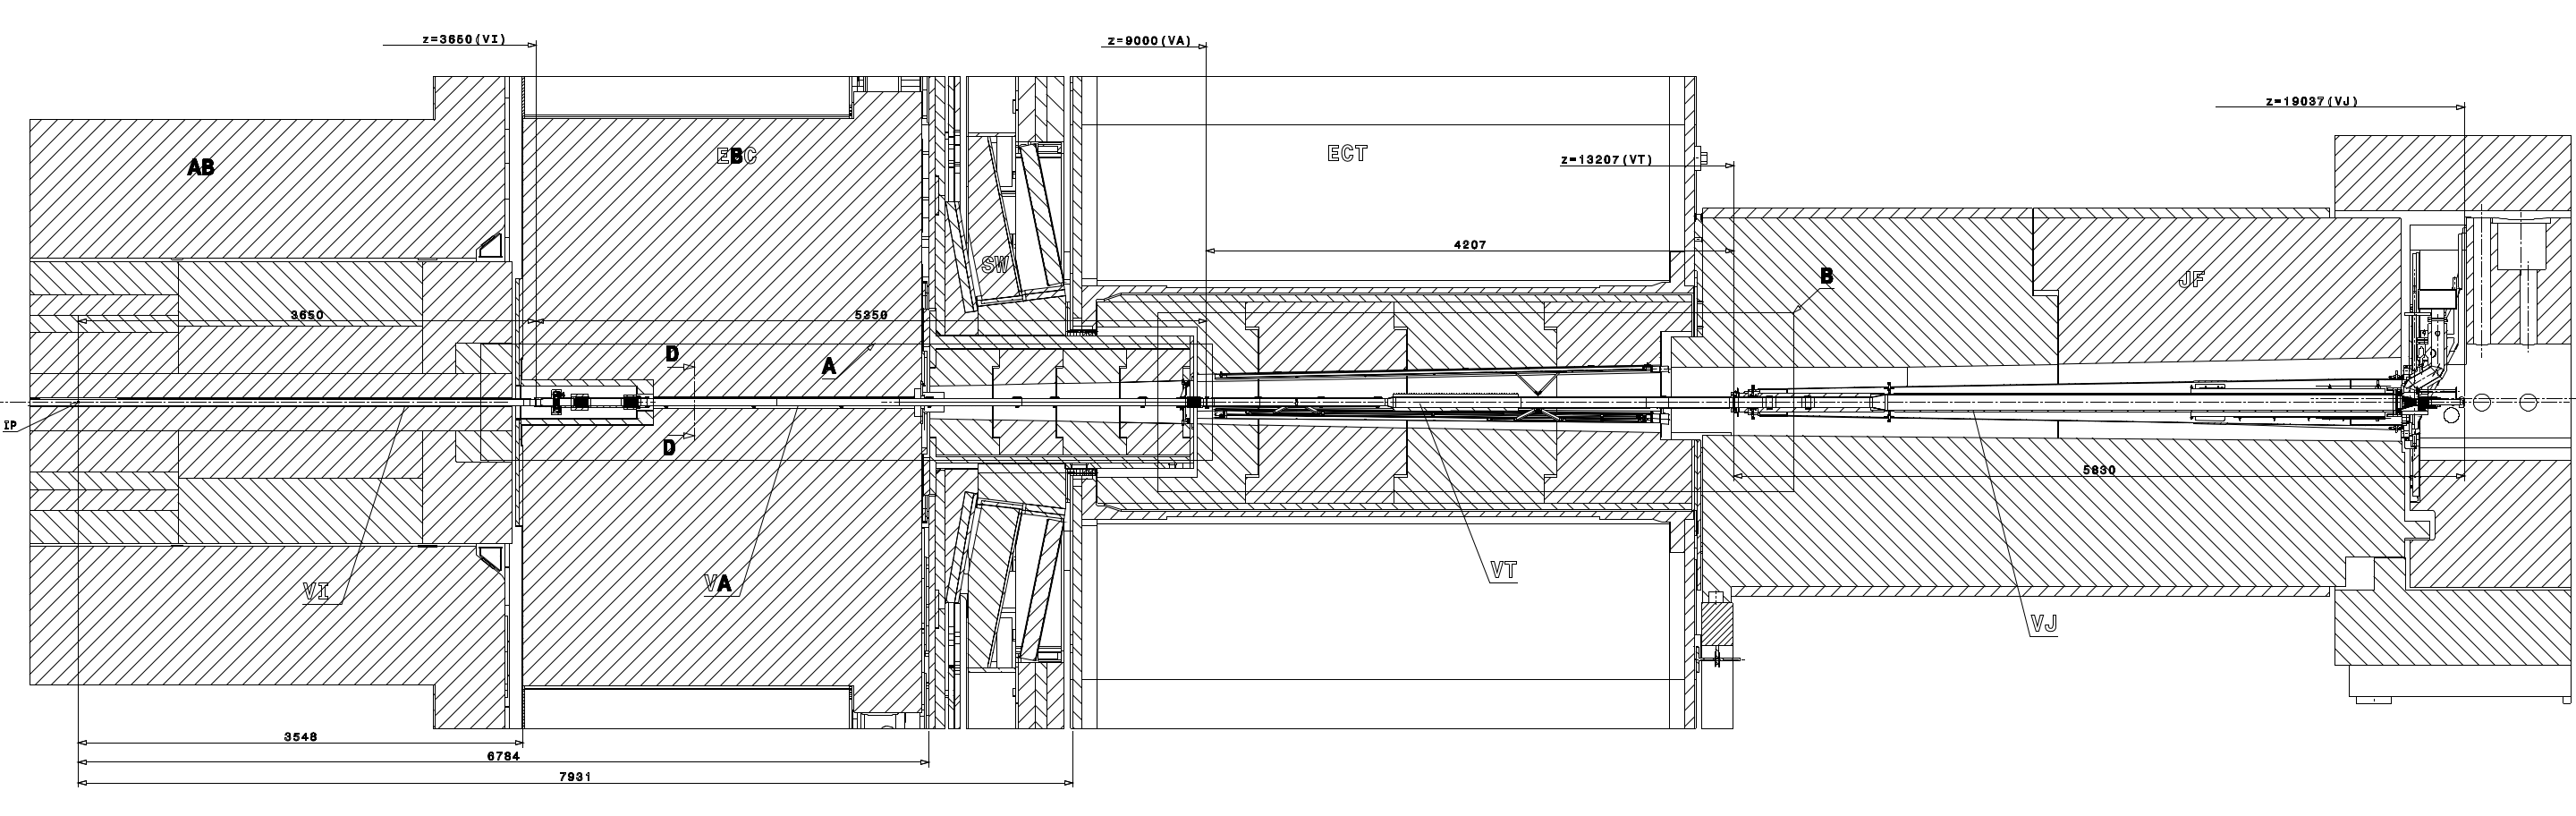 z=3650(VI)
z=9000(VA)
z=19037(VJ)
z=13207(VT)
AB
EBC
ECT
SW
4207
B
JF
3650
5350
D
A
IP
D
5830
VI
VA
VT
VJ
3548
6784
7931